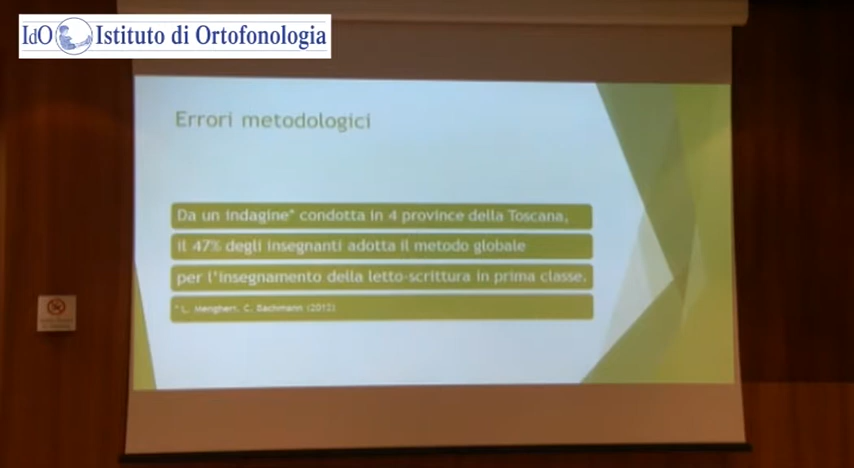 IdO Istituto di Ortofonologia
Errori metodologici
Da un indagine* condotta in 4 province della Toscana,
il 47% degli insegnanti adotta il metodo globale
per l'insegnamento della letto-scrittura in prima classe.
* L. Mengheri, C. Bachmann (2012)